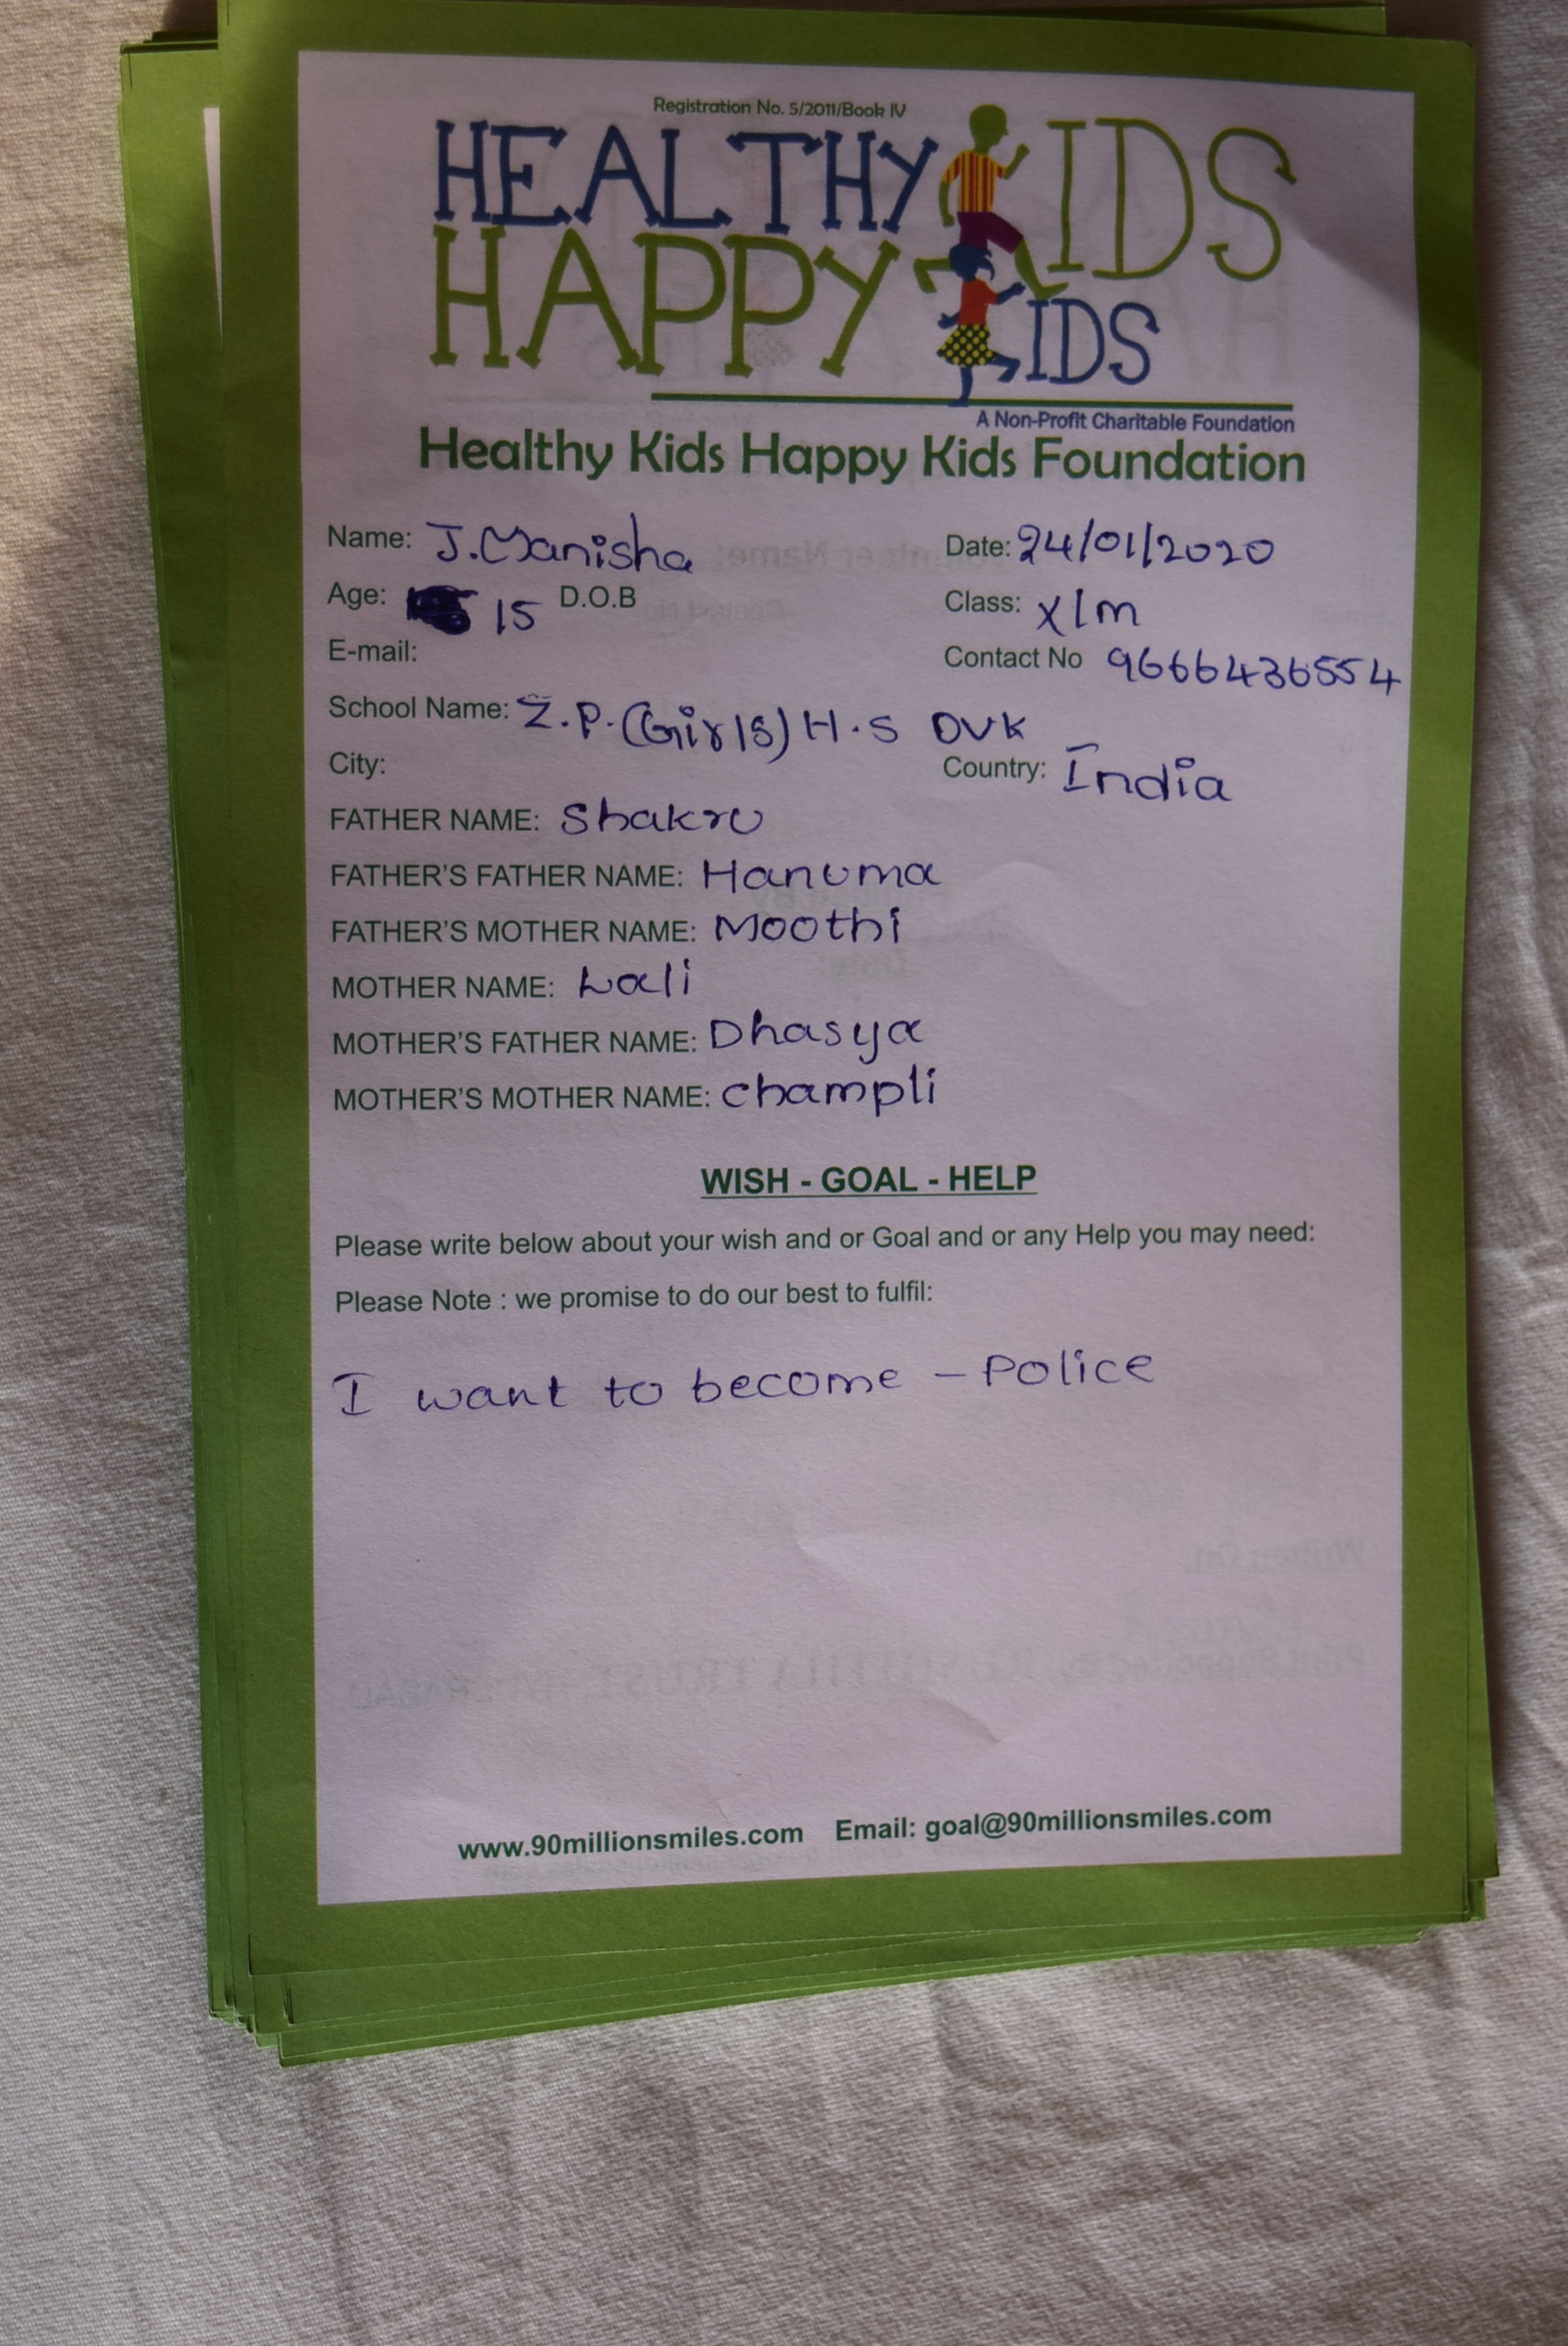 Registration No. 5/2011/Book IV
HEALTHY KIDS
HAPPY KIDS
A Non-Profit Charitable Foundation
Healthy Kids Happy Kids Foundation
Name: J.Manisha Date: 24/01/2020
Age: 15 D.O.B Class: X/m
E-mail: Contact No 9666436554
School Name: Z.P.(Girls) H.S DVK
City: Country: India
FATHER NAME: Shakru
FATHER'S FATHER NAME: Hanuma
FATHER'S MOTHER NAME: Moothi
MOTHER NAME: Lali
MOTHER'S FATHER NAME: Dhasya
MOTHER'S MOTHER NAME: champli
WISH - GOAL - HELP
Please write below about your wish and or Goal and or any Help you may need:
Please Note : we promise to do our best to fulfil:
I want to become - Police
www.90millionsmiles.com Email: goal@90millionsmiles.com